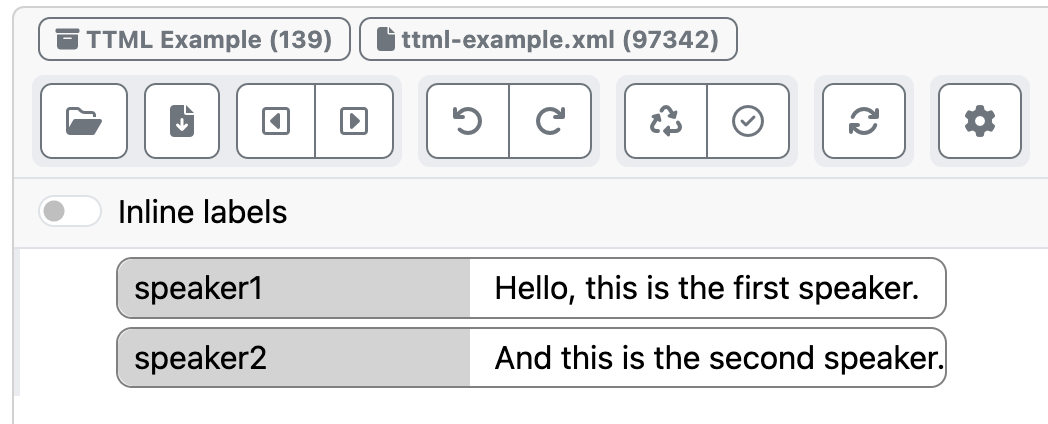 TTML Example (139) ttml-example.xml (97342)
Inline labels
speaker1 Hello, this is the first speaker.
speaker2 And this is the second speaker.